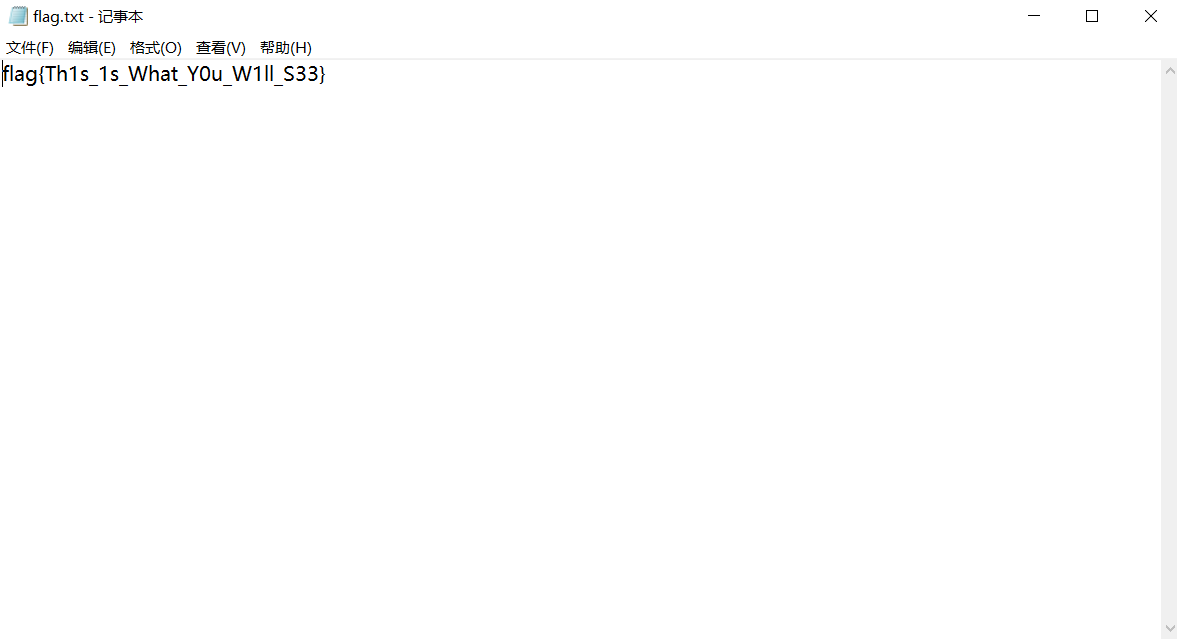 flag.txt - 记事本
文件(F) 编辑(E) 格式(O) 查看(V) 帮助(H)
flag{Th1s_1s_What_Y0u_W1ll_S33}